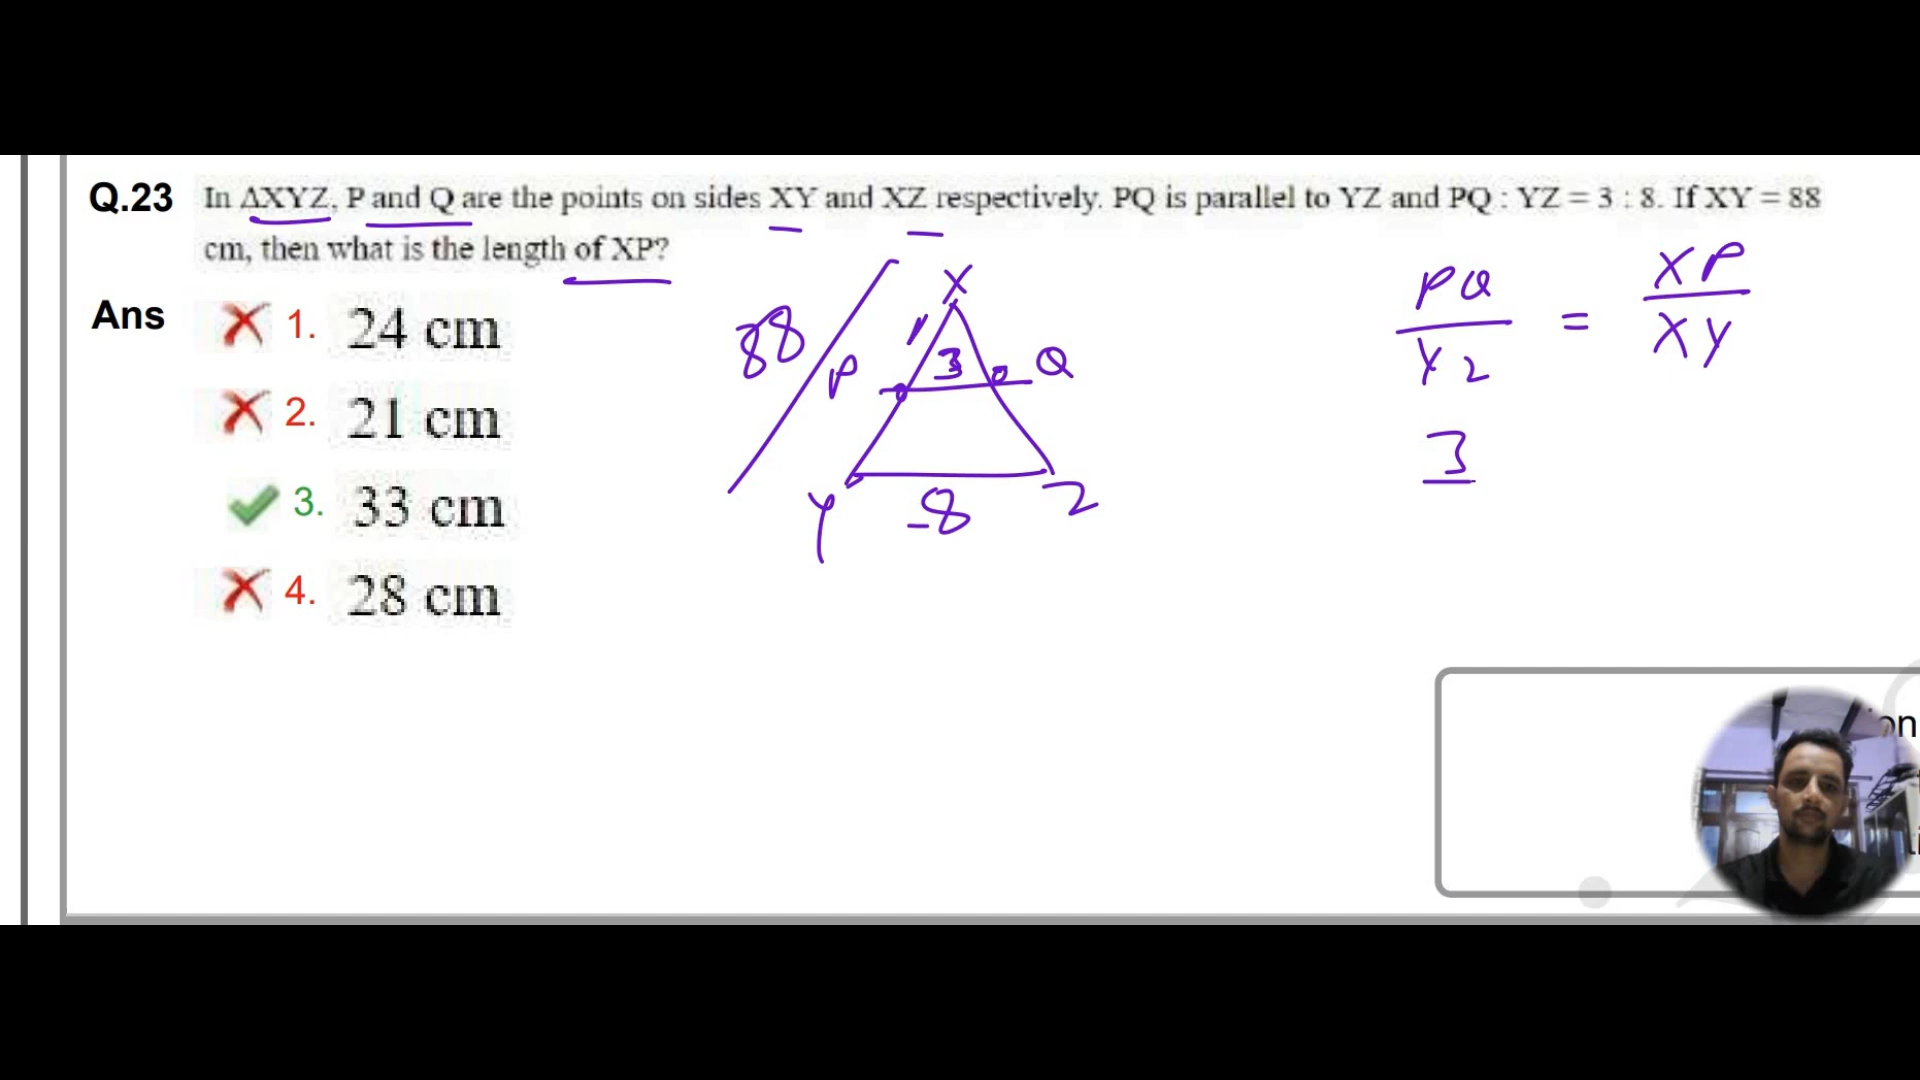 Q.23 In ΔXYZ, P and Q are the points on sides XY and XZ respectively. PQ is parallel to YZ and PQ : YZ = 3 : 8. If XY = 88
cm, then what is the length of XP?
Ans
1. 24 cm
2. 21 cm
3. 33 cm
4. 28 cm
X
88
P
3
Q
Y
8
Z
PQ/YZ = XP/XY
3
on